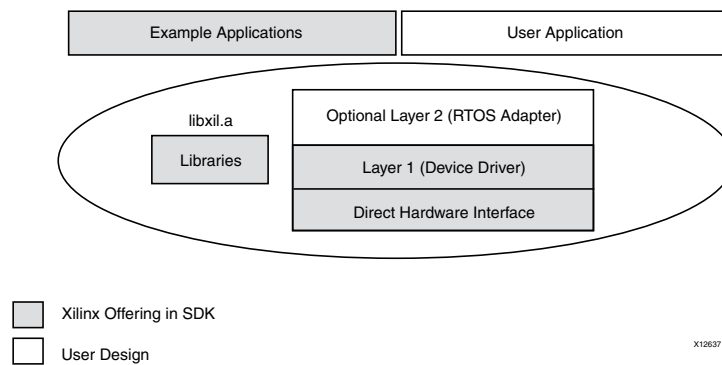 Example Applications
User Application
libxil.a
Optional Layer 2 (RTOS Adapter)
Libraries
Layer 1 (Device Driver)
Direct Hardware Interface
Xilinx Offering in SDK
User Design
X12637